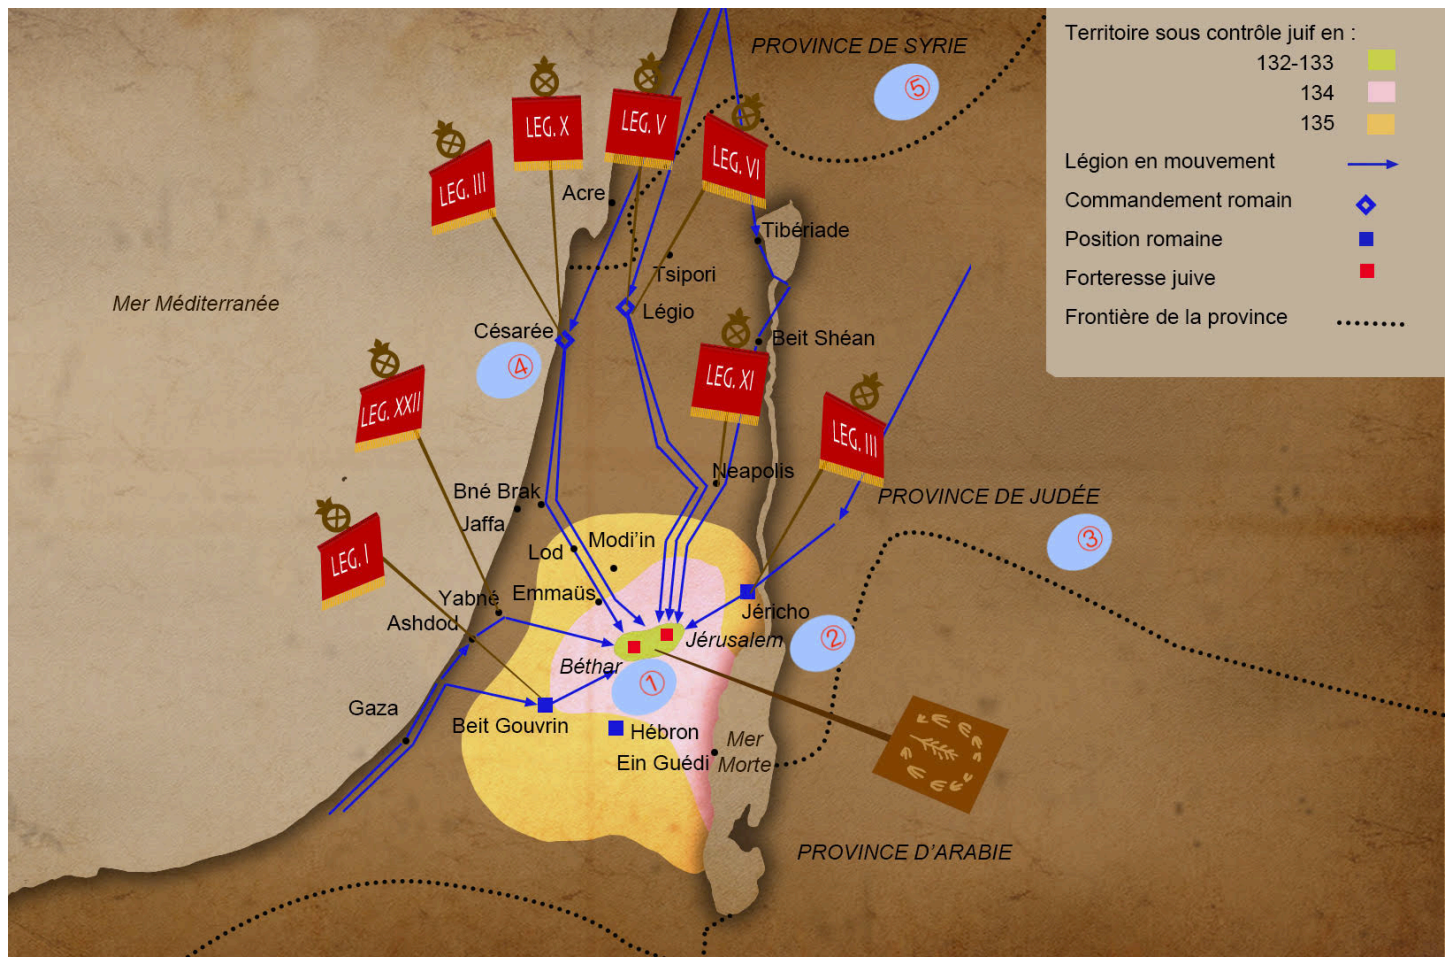 PROVINCE DE SYRIE
⑤
Territoire sous contrôle juif en :
132-133
134
135
Légion en mouvement
Commandement romain
Position romaine
Forteresse juive
Frontière de la province
LEG. X
LEG. V
LEG. VI
LEG. III
Acre
Tibériade
Tsipori
Mer Méditerranée
Légio
Césarée
Beit Shéan
④
LEG. XI
LEG. XXII
LEG. III
Neapolis
Bné Brak
PROVINCE DE JUDÉE
Jaffa
③
Modi’in
Lod
LEG. I
Emmaüs
Yabné
Jéricho
Ashdod
②
Jérusalem
Béthar
①
Gaza
Beit Gouvrin
Hébron
Mer
Ein Guédi
Morte
PROVINCE D’ARABIE